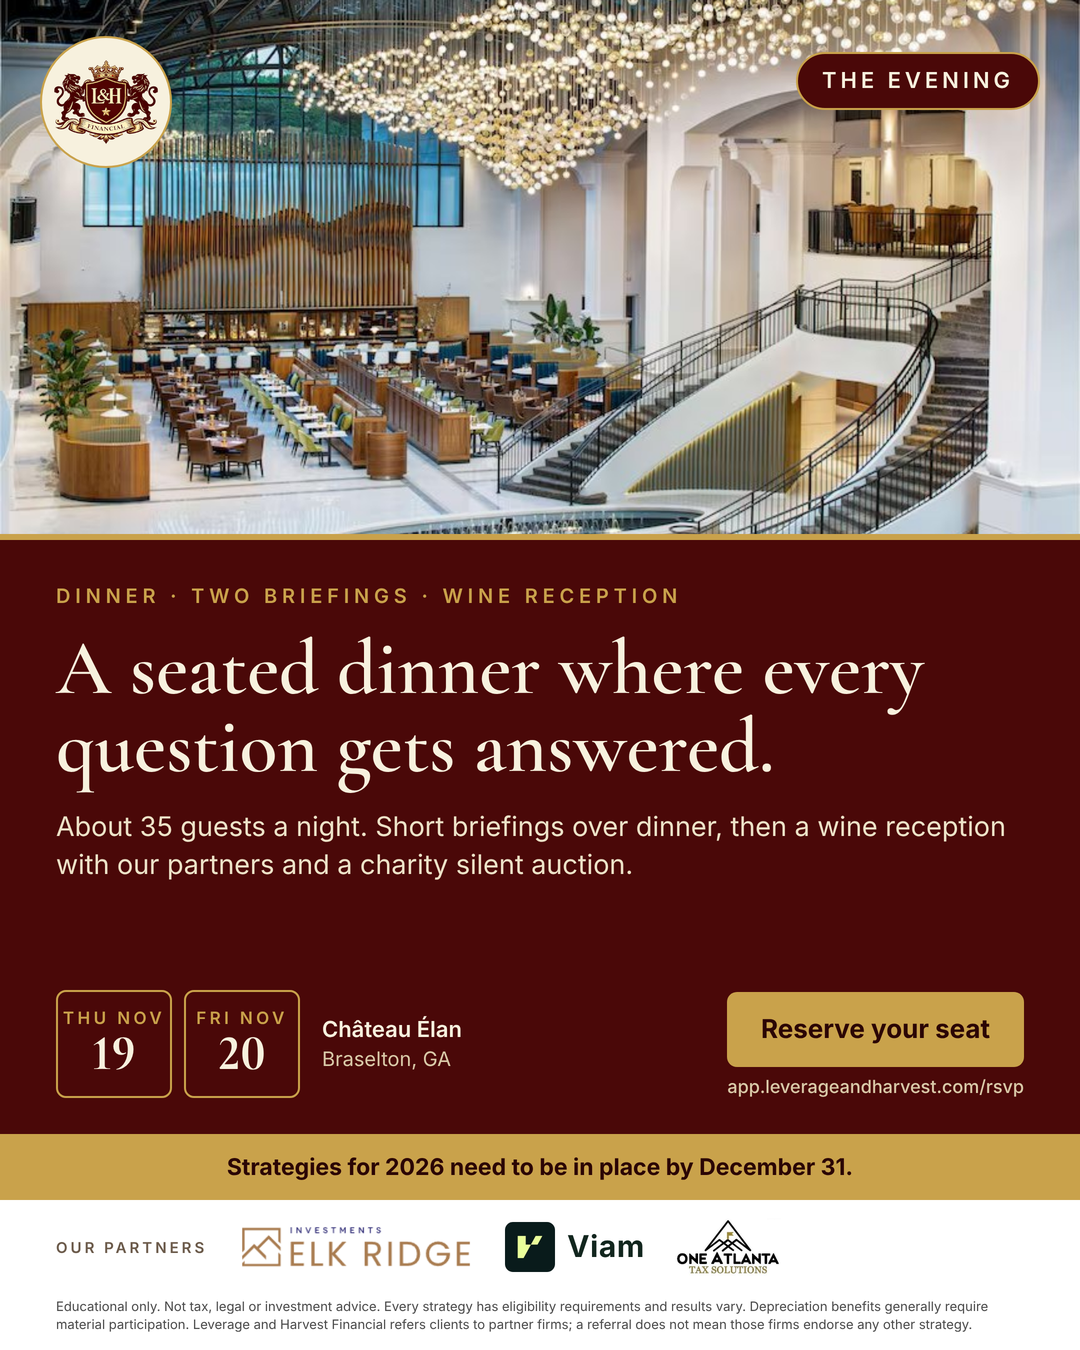 L&H
FINANCIAL
THE EVENING
DINNER · TWO BRIEFINGS · WINE RECEPTION
A seated dinner where every
question gets answered.
About 35 guests a night. Short briefings over dinner, then a wine reception
with our partners and a charity silent auction.
THU NOV
19
FRI NOV
20
Château Élan
Braselton, GA
Reserve your seat
app.leverageandharvest.com/rsvp
Strategies for 2026 need to be in place by December 31.
OUR PARTNERS
INVESTMENTS
ELK RIDGE
Viam
ONE ATLANTA
TAX SOLUTIONS
Educational only. Not tax, legal or investment advice. Every strategy has eligibility requirements and results vary. Depreciation benefits generally require
material participation. Leverage and Harvest Financial refers clients to partner firms; a referral does not mean those firms endorse any other strategy.